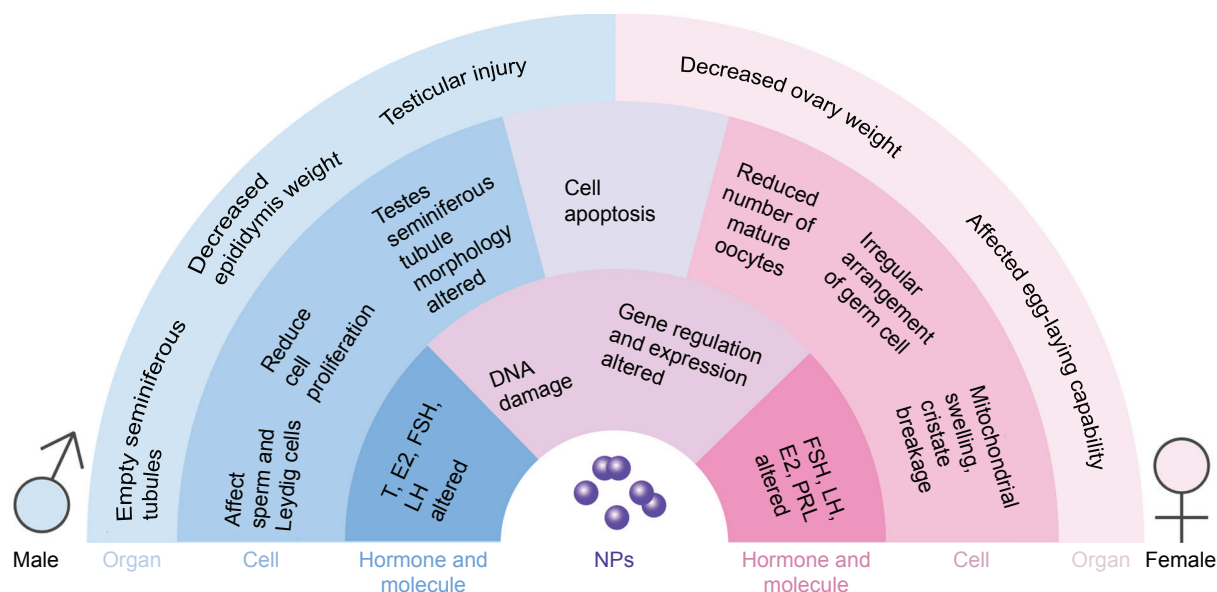 Testicular injury
Decreased
epididymis weight
Empty seminiferous
tubules
Decreased ovary weight
Affected egg-laying capability
Testes
seminiferous
tubule
morphology
altered
Reduce
cell
proliferation
Affect
sperm and
Leydig cells
Cell
apoptosis
Reduced
number of
mature
oocytes
Irregular
arrangement
of germ cell
Mitochondrial
swelling,
cristate
breakage
T, E2, FSH,
LH
altered
DNA
damage
Gene regulation
and expression
altered
FSH, LH,
E2, PRL
altered
Male
Organ
Cell
Hormone and
molecule
NPs
Hormone and
molecule
Cell
Organ
Female